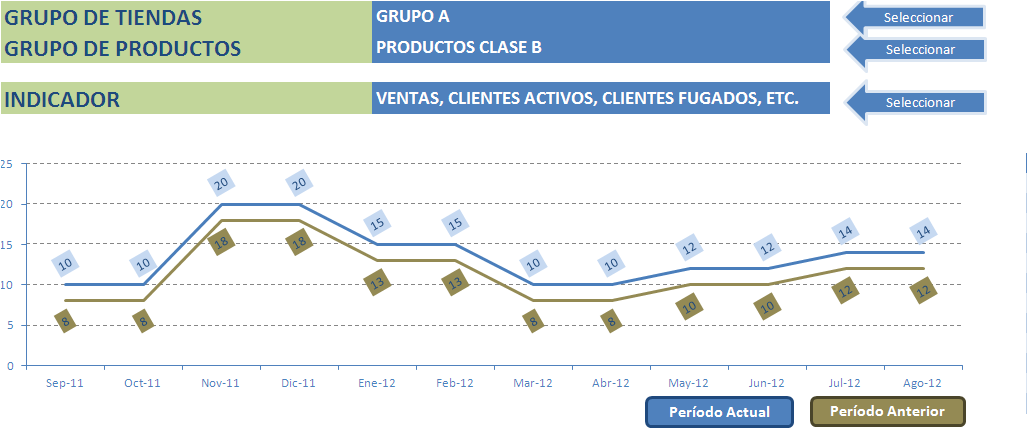 GRUPO DE TIENDAS GRUPO A Seleccionar
GRUPO DE PRODUCTOS PRODUCTOS CLASE B Seleccionar
INDICADOR VENTAS, CLIENTES ACTIVOS, CLIENTES FUGADOS, ETC. Seleccionar
25
20 20 20
18 18
15 15 15
13 13
14 14
12 12
12 12
10 10 10 10 10
10 10
8 8 8 8
5
0
Sep-11 Oct-11 Nov-11 Dic-11 Ene-12 Feb-12 Mar-12 Abr-12 May-12 Jun-12 Jul-12 Ago-12
Período Actual Período Anterior